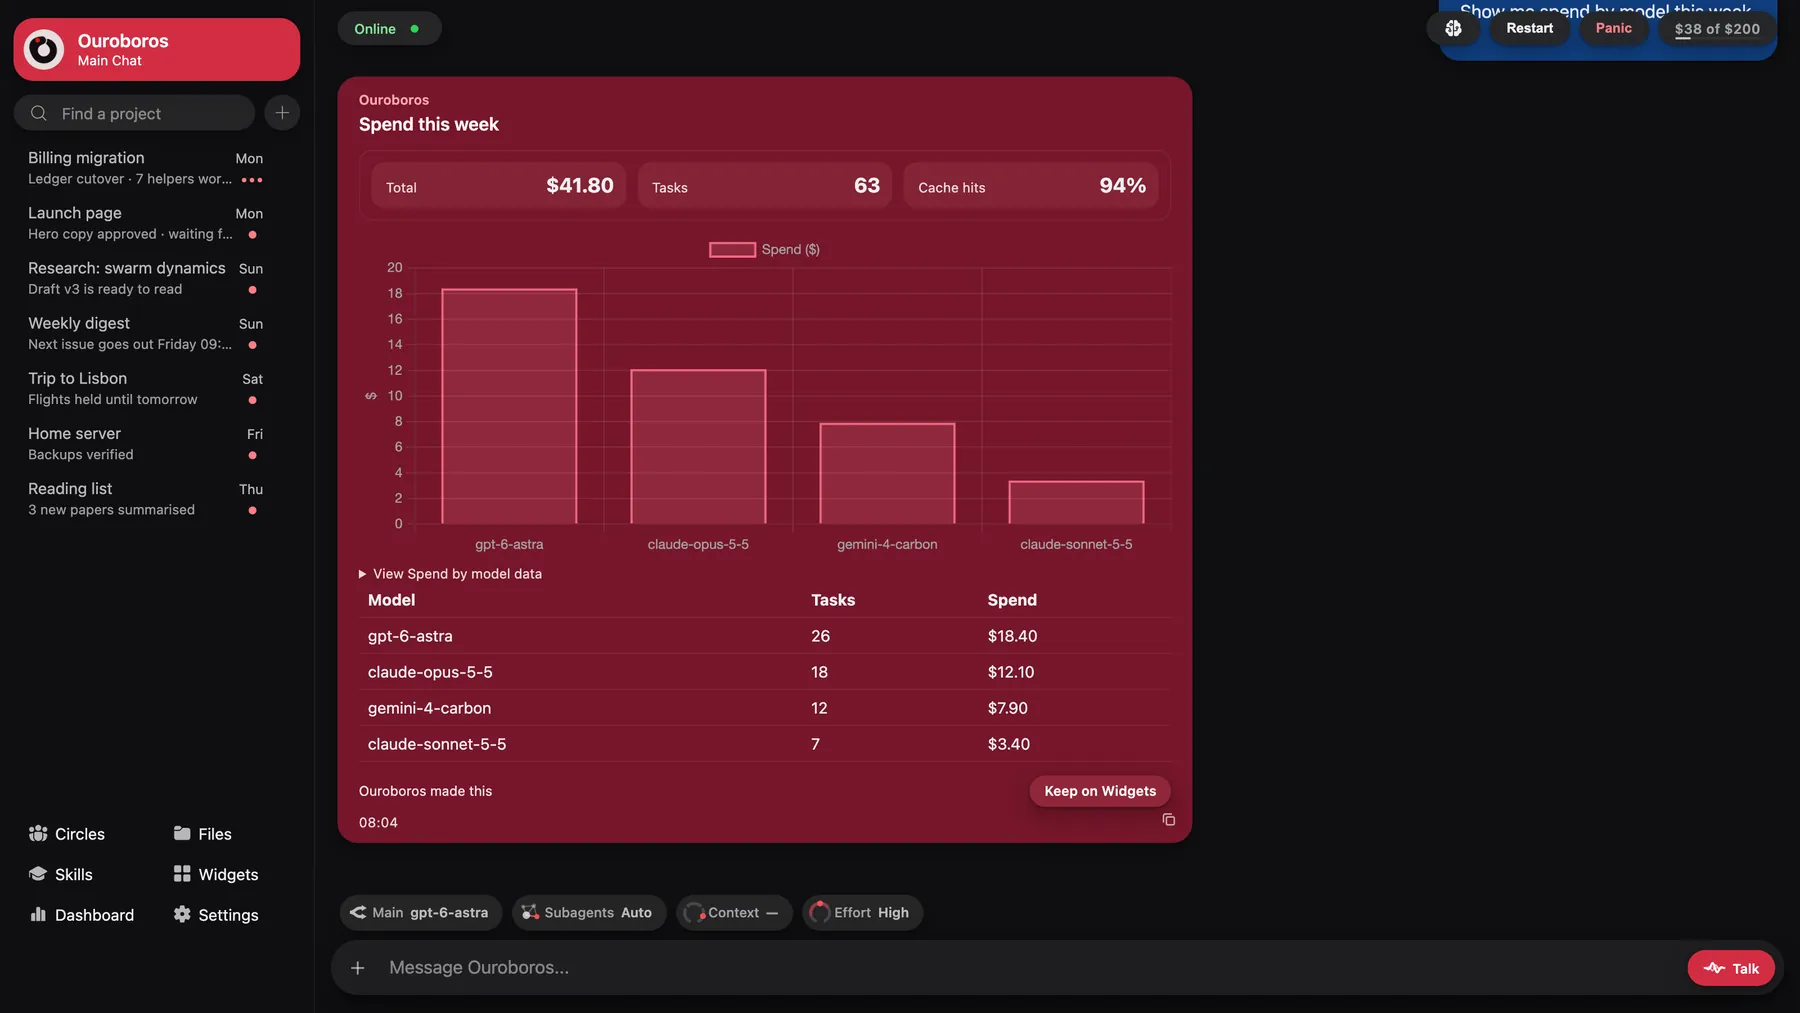 Ouroboros
Main Chat
Find a project
Billing migration Mon
Ledger cutover · 7 helpers wor...
Launch page Mon
Hero copy approved · waiting f...
Research: swarm dynamics Sun
Draft v3 is ready to read
Weekly digest Sun
Next issue goes out Friday 09:...
Trip to Lisbon Sat
Flights held until tomorrow
Home server Fri
Backups verified
Reading list Thu
3 new papers summarised
Circles Files
Skills Widgets
Dashboard Settings
Online
Show me spend by model this week
Restart Panic $38 of $200
Ouroboros
Spend this week
Total $41.80 Tasks 63 Cache hits 94%
Spend ($)
20
18
16
14
12
$ 10
8
6
4
2
0
gpt-6-astra claude-opus-5-5 gemini-4-carbon claude-sonnet-5-5
View Spend by model data
Model Tasks Spend
gpt-6-astra 26 $18.40
claude-opus-5-5 18 $12.10
gemini-4-carbon 12 $7.90
claude-sonnet-5-5 7 $3.40
Ouroboros made this Keep on Widgets
08:04
Main gpt-6-astra Subagents Auto Context — Effort High
Message Ouroboros... Talk